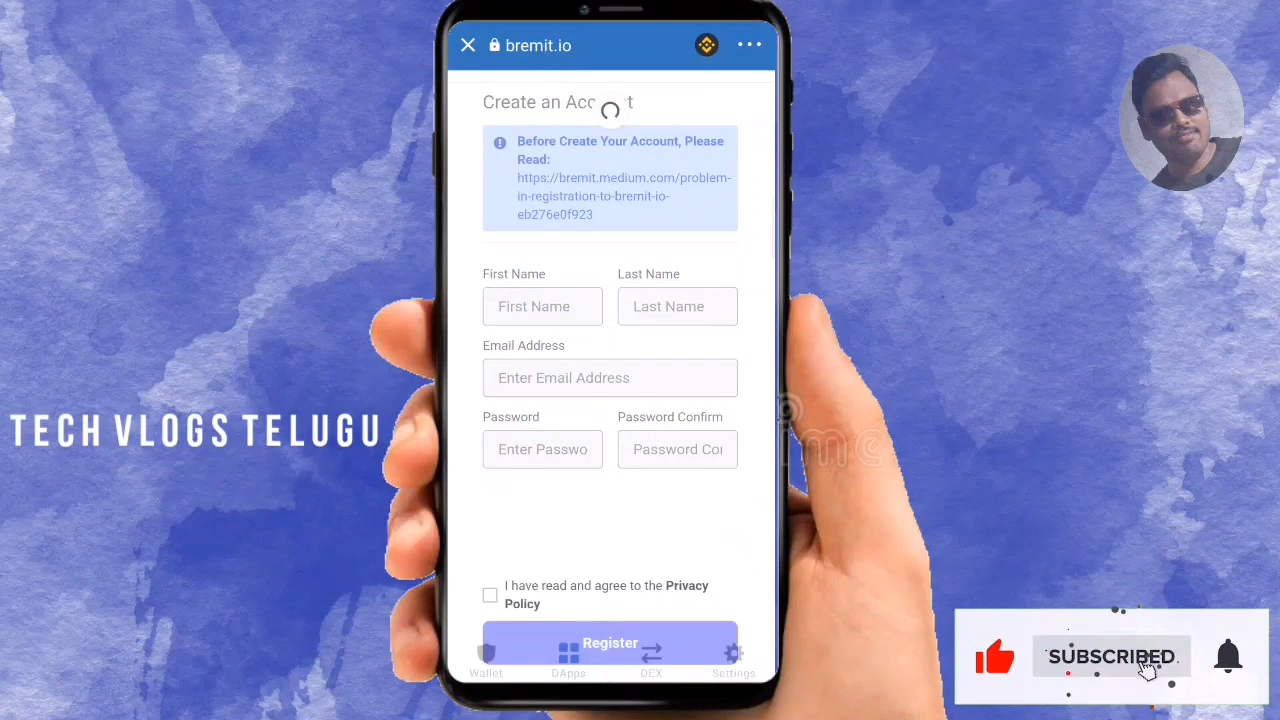 bremit.io
Create an Account
Before Create Your Account, Please
Read:
https://bremit.medium.com/problem-
in-registration-to-bremit-io-
eb276e0f923
First Name Last Name
First Name Last Name
Email Address
Enter Email Address
Password Password Confirm
Enter Passwo Password Cor
I have read and agree to the Privacy
Policy
Register
Wallet DApps DEX Settings
TECH VLOGS TELUGU
img
SUBSCRIBED